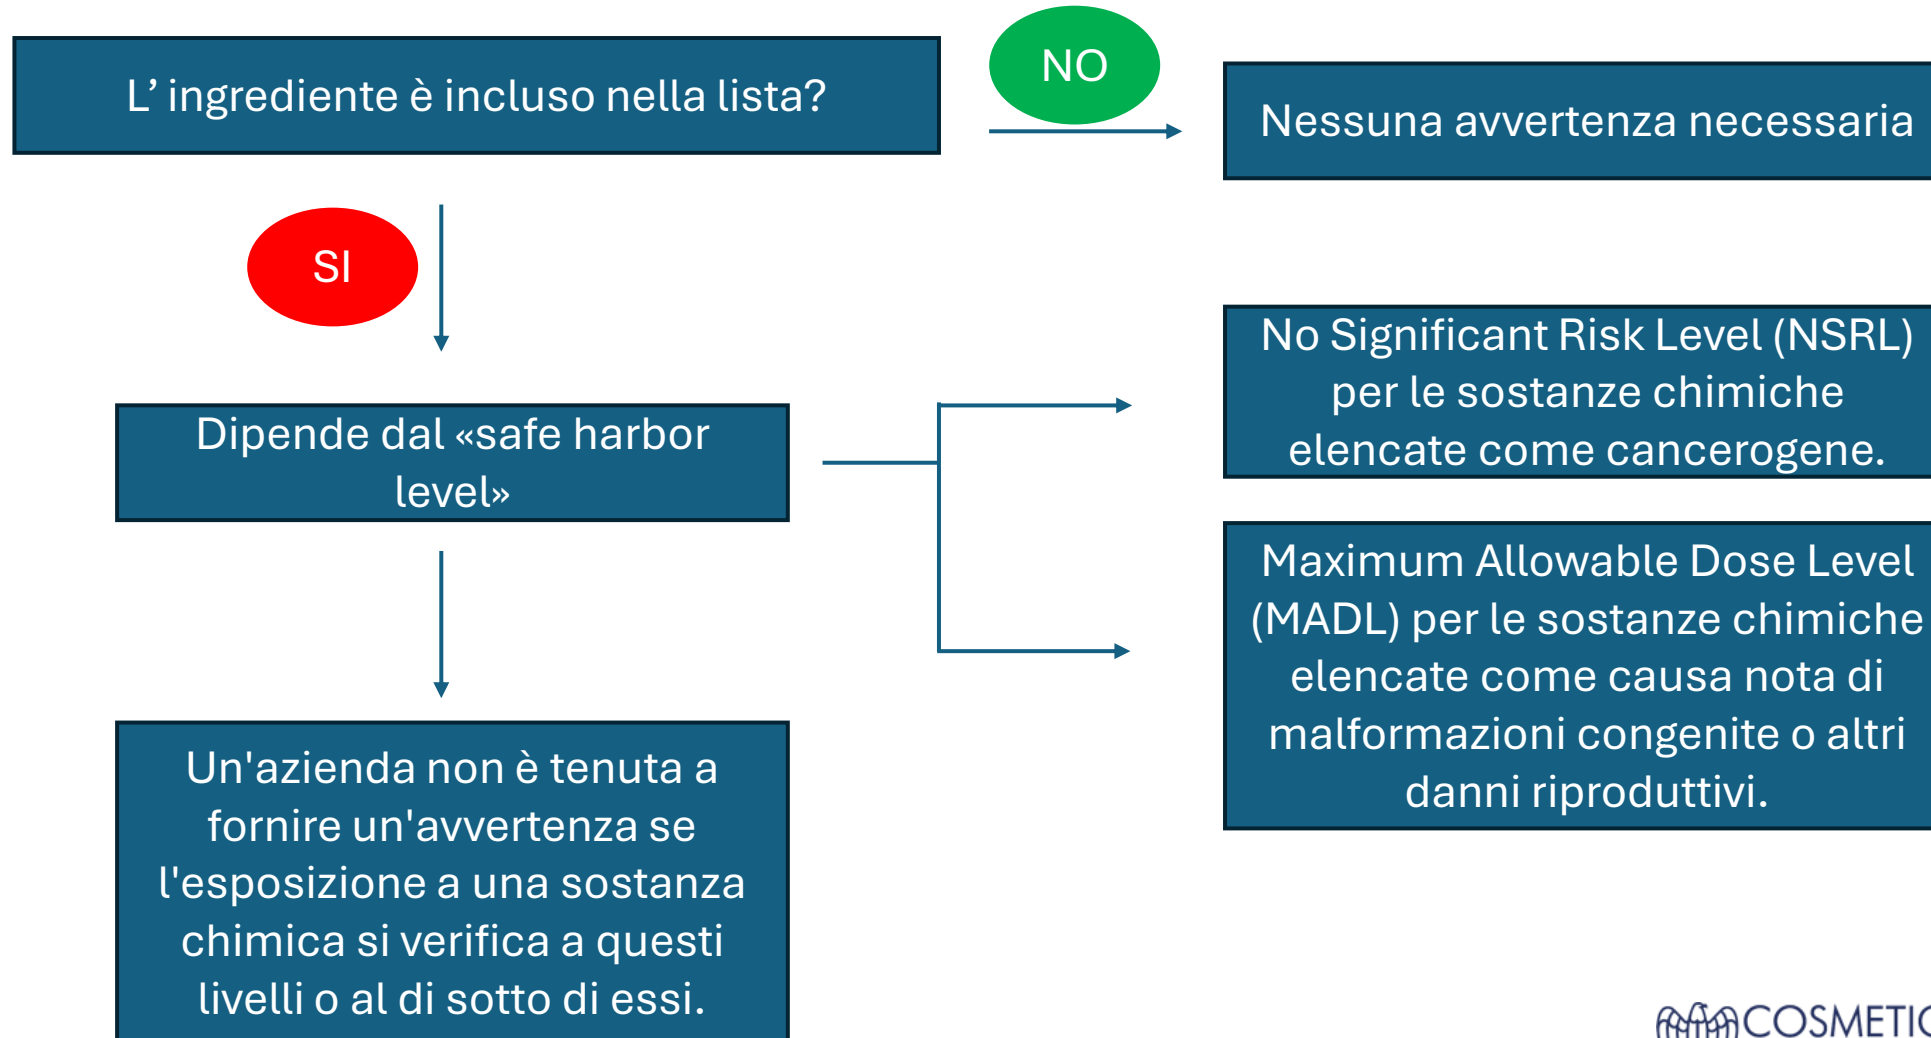 L’ ingrediente è incluso nella lista?
NO
Nessuna avvertenza necessaria
SI
Dipende dal «safe harbor
level»
No Significant Risk Level (NSRL)
per le sostanze chimiche
elencate come cancerogene.
Maximum Allowable Dose Level
(MADL) per le sostanze chimiche
elencate come causa nota di
malformazioni congenite o altri
danni riproduttivi.
Un'azienda non è tenuta a
fornire un'avvertenza se
l'esposizione a una sostanza
chimica si verifica a questi
livelli o al di sotto di essi.